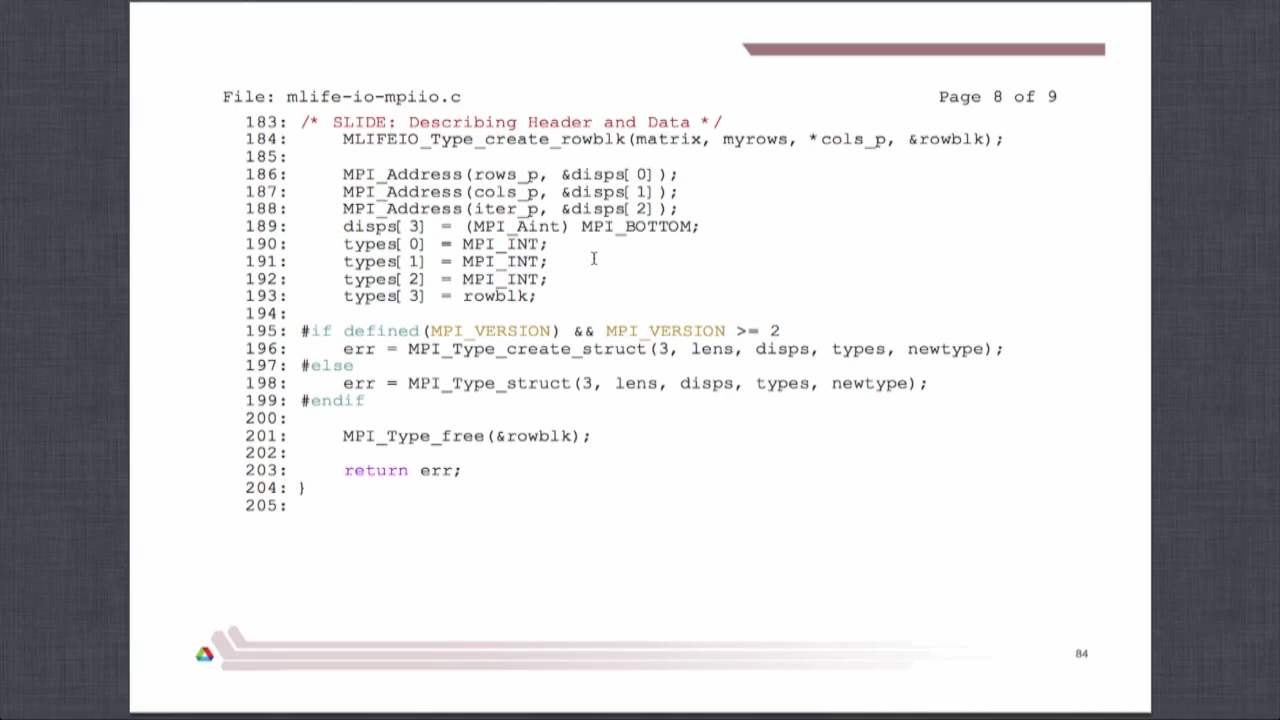 File: mlife-io-mpiio.c Page 8 of 9
183: /* SLIDE: Describing Header and Data */
184: MLIFEIO_Type_create_rowblk(matrix, myrows, *cols_p, &rowblk);
185:
186: MPI_Address(rows_p, &disps[0]);
187: MPI_Address(cols_p, &disps[1]);
188: MPI_Address(iter_p, &disps[2]);
189: disps[3] = (MPI_Aint) MPI_BOTTOM;
190: types[0] = MPI_INT;
191: types[1] = MPI_INT;
192: types[2] = MPI_INT;
193: types[3] = rowblk;
194:
195: #if defined(MPI_VERSION) && MPI_VERSION >= 2
196: err = MPI_Type_create_struct(3, lens, disps, types, newtype);
197: #else
198: err = MPI_Type_struct(3, lens, disps, types, newtype);
199: #endif
200:
201: MPI_Type_free(&rowblk);
202:
203: return err;
204: }
205:
84